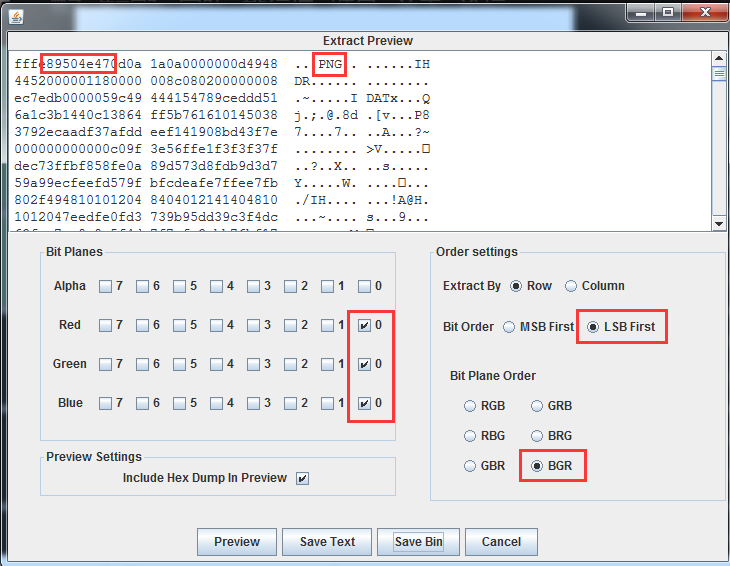 Extract Preview
fffe89504e470d0a 1a0a0000000d4948 ..PNG. ......IH
4452000001180000 008c080200000008 DR...... ........
ec7edb0000059c49 444154789ceddd51 .~.....I DATx...Q
6a1c3b1440c13864 ff5b761610145038 j.;.@.8d .[v...P8
3792ecaadf37afdd eef141908bd43f7e 7....7.. ..A...?~
000000000000c09f 3e56ffe1f3f3f37f ........ >V.....
dec73ffbf858fe0a 89d573d8fdb9d3d7 ..?..X.. ..s.....
59a99ecfeefd579f bfcdeafe7ffee7fb Y.....W. ........
802f494810101204 8404012141404810 ./IH.... ...!A@H.
1012047eedfe0fd3 739b95dd39c3f4dc ...~.... s...9...
Bit Planes
Alpha 7 6 5 4 3 2 1 0
Red 7 6 5 4 3 2 1 0
Green 7 6 5 4 3 2 1 0
Blue 7 6 5 4 3 2 1 0
Preview Settings
Include Hex Dump In Preview
Order settings
Extract By Row Column
Bit Order MSB First LSB First
Bit Plane Order
RGB GRB
RBG BRG
GBR BGR
Preview Save Text Save Bin Cancel